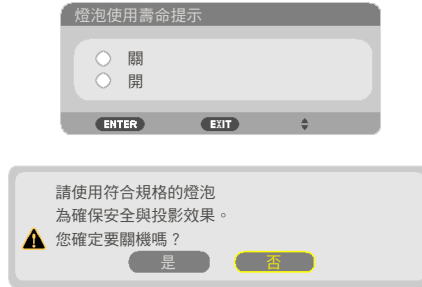 燈泡使用壽命提示
關
開
ENTER EXIT
請使用符合規格的燈泡
為確保安全與投影效果。
您確定要關機嗎？
是 否